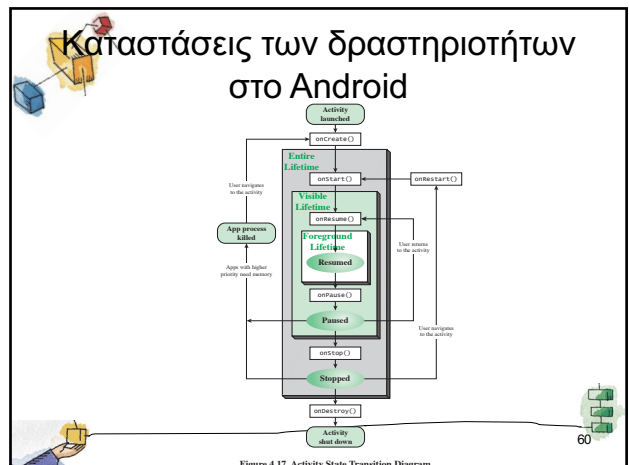 Καταστάσεις των δραστηριοτήτων
στο Android
Activity
launched
onCreate()
Entire
Lifetime
onStart()
onRestart()
User navigates
to the activity
Visible
Lifetime
onResume()
App process
killed
Foreground
Lifetime
User returns
to the activity
Resumed
Apps with higher
priority need memory
onPause()
Paused
User navigates
to the activity
onStop()
Stopped
onDestroy()
Activity
shut down
60
Figure 4.17 Activity State Transition Diagram